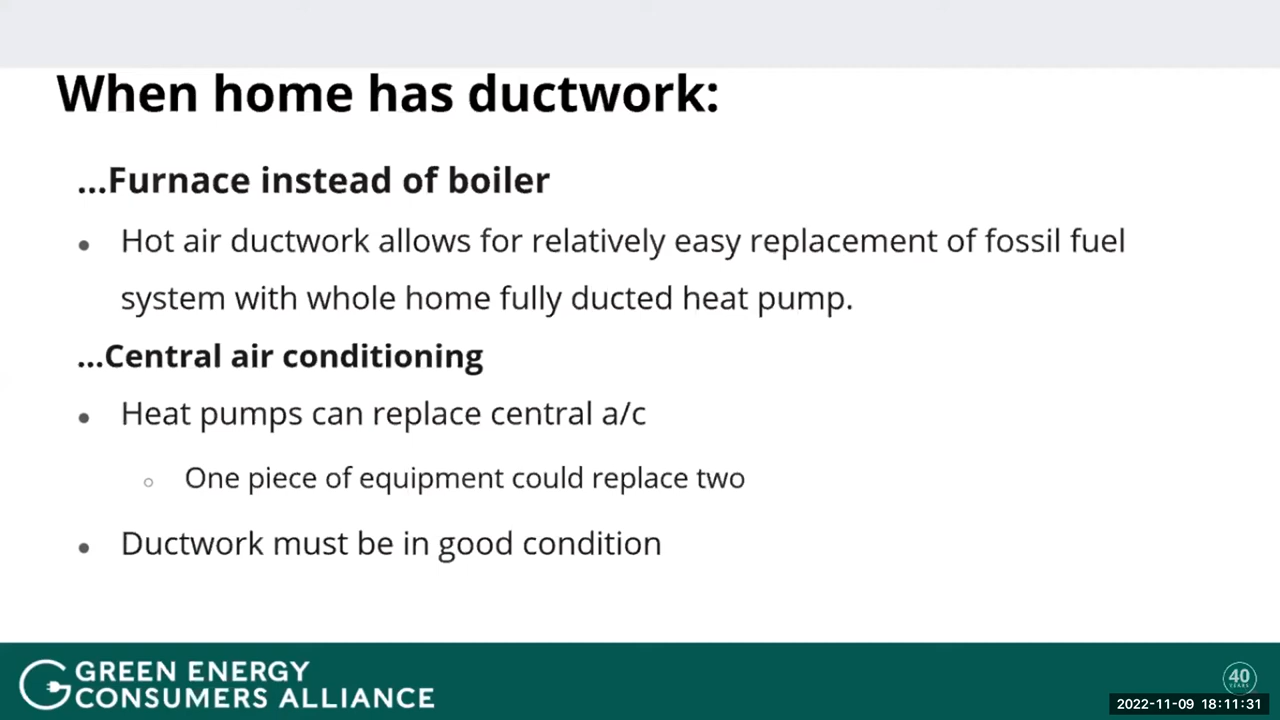 When home has ductwork:
...Furnace instead of boiler
● Hot air ductwork allows for relatively easy replacement of fossil fuel
system with whole home fully ducted heat pump.
...Central air conditioning
● Heat pumps can replace central a/c
○ One piece of equipment could replace two
● Ductwork must be in good condition
GREEN ENERGY
CONSUMERS ALLIANCE
40
YEARS
2022-11-09 18:11:31